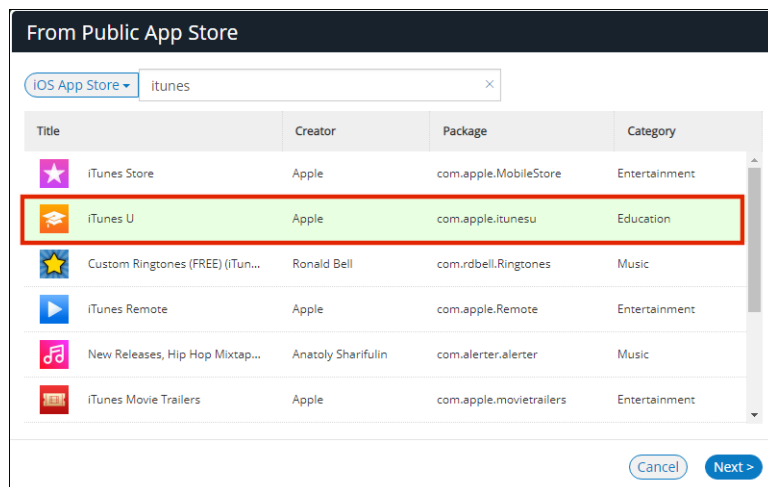 From Public App Store
iOS App Store itunes ×
Title Creator Package Category
iTunes Store Apple com.apple.MobileStore Entertainment
iTunes U Apple com.apple.itunesu Education
Custom Ringtones (FREE) (iTun... Ronald Bell com.rdbell.Ringtones Music
iTunes Remote Apple com.apple.Remote Entertainment
New Releases, Hip Hop Mixtap... Anatoly Sharifulin com.alerter.alerter Music
iTunes Movie Trailers Apple com.apple.movietrailers Entertainment
Cancel Next >